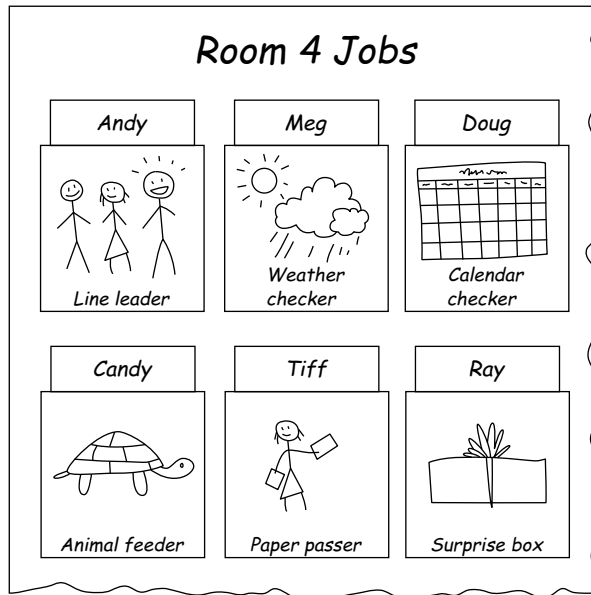 Room 4 Jobs
Andy
Meg
Doug
Line leader
Weather
checker
Calendar
checker
Candy
Tiff
Ray
Animal feeder
Paper passer
Surprise box